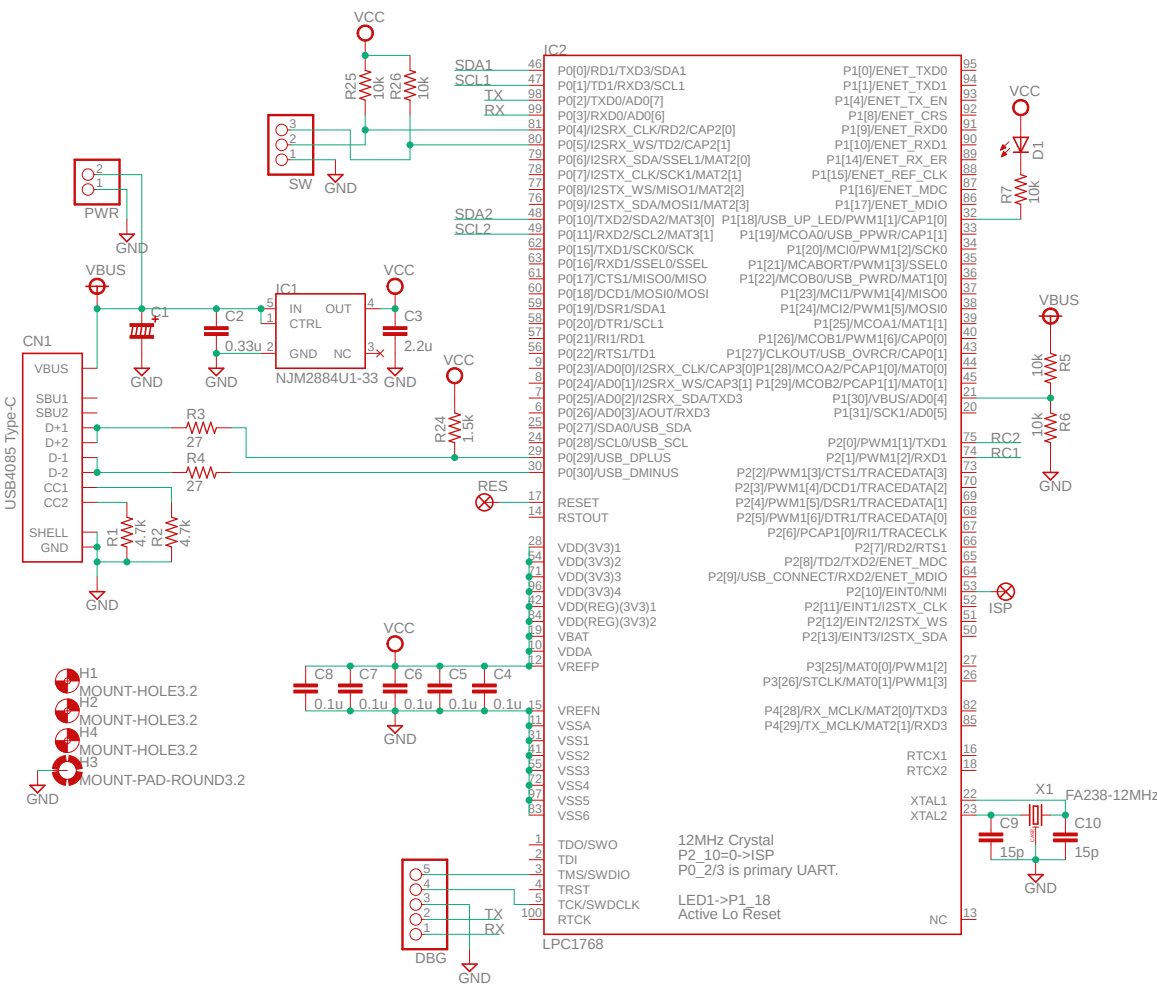 VCC
R25
10k
R26
10k
3
2
1
SW
GND
2
1
PWR
GND
VBUS
C1
+
C2
0.33u
GND
GND
IC1
5
IN
OUT
4
1
CTRL
2
GND
NC
3
NJM2884U1-33
VCC
C3
2.2u
GND
CN1
USB4085 Type-C
VBUS
SBU1
SBU2
D+1
D+2
D-1
D-2
CC1
CC2
SHELL
GND
R3
27
R4
27
R1
4.7k
R2
4.7k
GND
VCC
R24
1.5k
RES
VCC
C8
C7
C6
C5
C4
0.1u
0.1u
0.1u
0.1u
0.1u
GND
H1
MOUNT-HOLE3.2
H2
MOUNT-HOLE3.2
H4
MOUNT-HOLE3.2
H3
MOUNT-PAD-ROUND3.2
GND
5
4
3
2
1
DBG
TX
RX
GND
IC2
SDA1
SCL1
TX
RX
SDA2
SCL2
46 P0[0]/RD1/TXD3/SDA1
47 P0[1]/TD1/RXD3/SCL1
98 P0[2]/TXD0/AD0[7]
99 P0[3]/RXD0/AD0[6]
81 P0[4]/I2SRX_CLK/RD2/CAP2[0]
80 P0[5]/I2SRX_WS/TD2/CAP2[1]
79 P0[6]/I2SRX_SDA/SSEL1/MAT2[0]
78 P0[7]/I2STX_CLK/SCK1/MAT2[1]
77 P0[8]/I2STX_WS/MISO1/MAT2[2]
76 P0[9]/I2STX_SDA/MOSI1/MAT2[3]
48 P0[10]/TXD2/SDA2/MAT3[0]
49 P0[11]/RXD2/SCL2/MAT3[1]
62 P0[15]/TXD1/SCK0/SCK
63 P0[16]/RXD1/SSEL0/SSEL
61 P0[17]/CTS1/MISO0/MISO
60 P0[18]/DCD1/MOSI0/MOSI
59 P0[19]/DSR1/SDA1
58 P0[20]/DTR1/SCL1
57 P0[21]/RI1/RD1
56 P0[22]/RTS1/TD1
9 P0[23]/AD0[0]/I2SRX_CLK/CAP3[0]
8 P0[24]/AD0[1]/I2SRX_WS/CAP3[1]
7 P0[25]/AD0[2]/I2SRX_SDA/TXD3
6 P0[26]/AD0[3]/AOUT/RXD3
25 P0[27]/SDA0/USB_SDA
24 P0[28]/SCL0/USB_SCL
29 P0[29]/USB_DPLUS
30 P0[30]/USB_DMINUS
17 RESET
14 RSTOUT
28 VDD(3V3)1
54 VDD(3V3)2
71 VDD(3V3)3
96 VDD(3V3)4
42 VDD(REG)(3V3)1
84 VDD(REG)(3V3)2
19 VBAT
10 VDDA
12 VREFP
15 VREFN
11 VSSA
31 VSS1
41 VSS2
55 VSS3
72 VSS4
97 VSS5
83 VSS6
1 TDO/SWO
2 TDI
3 TMS/SWDIO
4 TRST
5 TCK/SWDCLK
100 RTCK
LPC1768
P1[0]/ENET_TXD0 95
P1[1]/ENET_TXD1 94
P1[4]/ENET_TX_EN 93
P1[8]/ENET_CRS 92
P1[9]/ENET_RXD0 91
P1[10]/ENET_RXD1 90
P1[14]/ENET_RX_ER 89
P1[15]/ENET_REF_CLK 88
P1[16]/ENET_MDC 87
P1[17]/ENET_MDIO 86
P1[18]/USB_UP_LED/PWM1[1]/CAP1[0] 32
P1[19]/MCOA0/USB_PPWR/CAP1[1] 33
P1[20]/MCI0/PWM1[2]/SCK0 34
P1[21]/MCABORT/PWM1[3]/SSEL0 35
P1[22]/MCOB0/USB_PWRD/MAT1[0] 36
P1[23]/MCI1/PWM1[4]/MISO0 37
P1[24]/MCI2/PWM1[5]/MOSI0 38
P1[25]/MCOA1/MAT1[1] 39
P1[26]/MCOB1/PWM1[6]/CAP0[0] 40
P1[27]/CLKOUT/USB_OVRCR/CAP0[1] 43
P1[28]/MCOA2/PCAP1[0]/MAT0[0] 44
P1[29]/MCOB2/PCAP1[1]/MAT0[1] 45
P1[30]/VBUS/AD0[4] 21
P1[31]/SCK1/AD0[5] 20
P2[0]/PWM1[1]/TXD1 75
P2[1]/PWM1[2]/RXD1 74
P2[2]/PWM1[3]/CTS1/TRACEDATA[3] 73
P2[3]/PWM1[4]/DCD1/TRACEDATA[2] 70
P2[4]/PWM1[5]/DSR1/TRACEDATA[1] 69
P2[5]/PWM1[6]/DTR1/TRACEDATA[0] 68
P2[6]/PCAP1[0]/RI1/TRACECLK 67
P2[7]/RD2/RTS1 66
P2[8]/TD2/TXD2/ENET_MDC 65
P2[9]/USB_CONNECT/RXD2/ENET_MDIO 64
P2[10]/EINT0/NMI 53
P2[11]/EINT1/I2STX_CLK 52
P2[12]/EINT2/I2STX_WS 51
P2[13]/EINT3/I2STX_SDA 50
P3[25]/MAT0[0]/PWM1[2] 27
P3[26]/STCLK/MAT0[1]/PWM1[3] 26
P4[28]/RX_MCLK/MAT2[0]/TXD3 82
P4[29]/TX_MCLK/MAT2[1]/RXD3 85
RTCX1 16
RTCX2 18
XTAL1 22
XTAL2 23
NC 13
12MHz Crystal
P2_10=0->ISP
P0_2/3 is primary UART.
LED1->P1_18
Active Lo Reset
VCC
D1
R7
10k
VBUS
R5
10k
R6
10k
GND
RC2
RC1
ISP
X1
FA238-12MHz
C9
15p
C10
15p
GND